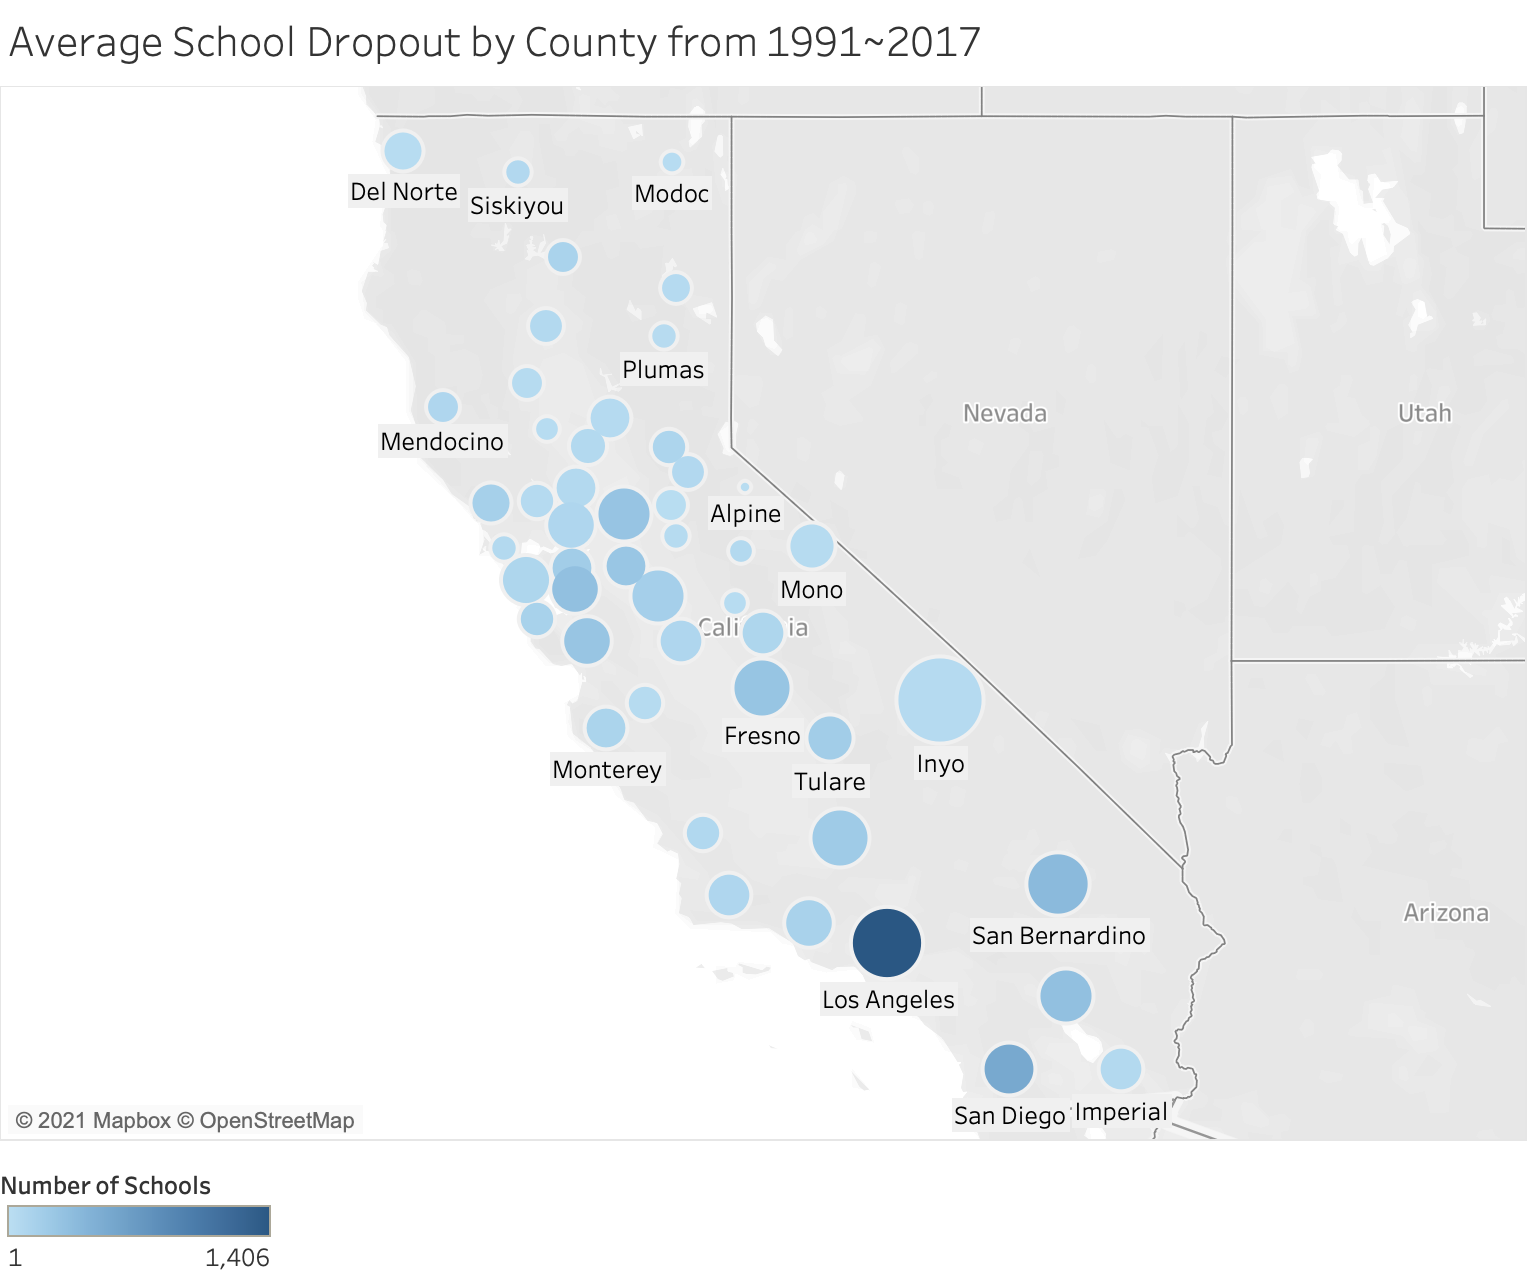 Average School Dropout by County from 1991~2017
Del Norte
Siskiyou
Modoc
Plumas
Mendocino
Nevada
Utah
Alpine
Mono
Cali ia
Fresno
Inyo
Monterey
Tulare
Arizona
San Bernardino
Los Angeles
San Diego
Imperial
© 2021 Mapbox © OpenStreetMap
Number of Schools
1 1,406